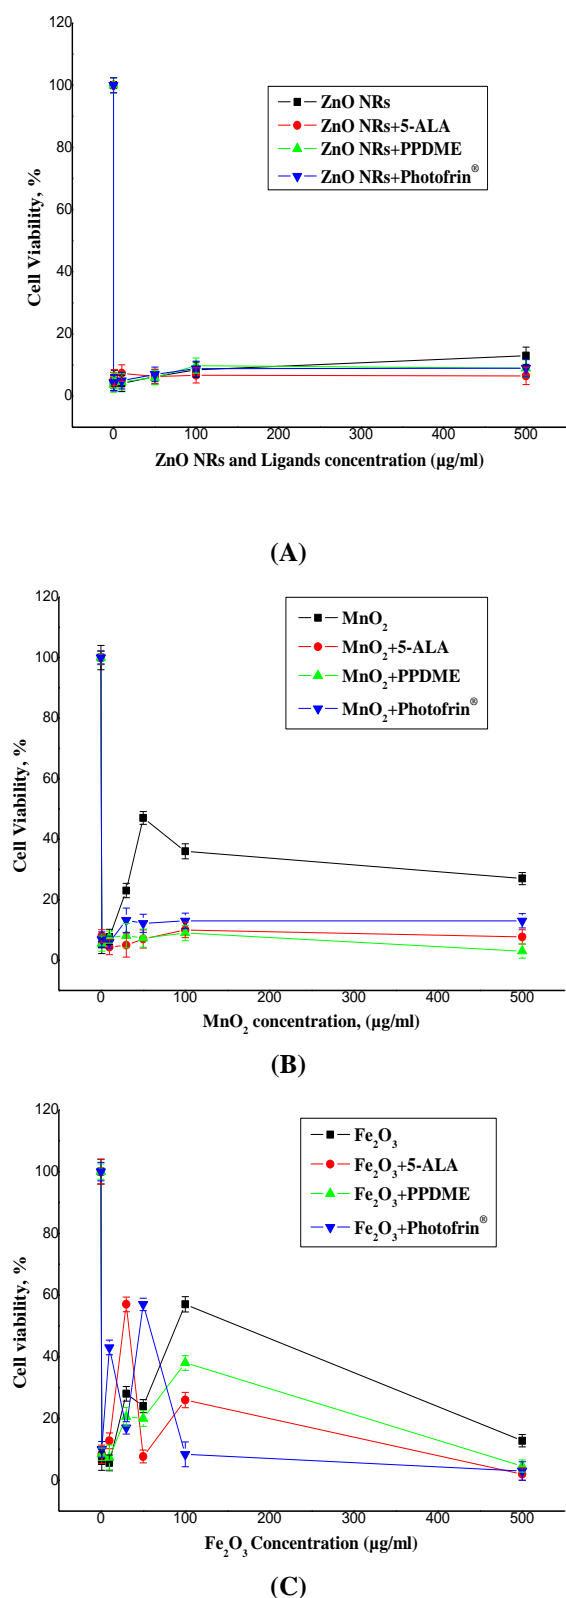 120
100
80
60
40
20
0
Cell Viability, %
ZnO NRs
ZnO NRs+5-ALA
ZnO NRs+PPDME
ZnO NRs+Photofrin®
0 100 200 300 400 500
ZnO NRs and Ligands concentration (µg/ml)
(A)
120
100
80
60
40
20
0
Cell Viability, %
MnO₂
MnO₂+5-ALA
MnO₂+PPDME
MnO₂+Photofrin®
0 100 200 300 400 500
MnO₂ concentration, (µg/ml)
(B)
120
100
80
60
40
20
0
Cell viability, %
Fe₂O₃
Fe₂O₃+5-ALA
Fe₂O₃+PPDME
Fe₂O₃+Photofrin®
0 100 200 300 400 500
Fe₂O₃ Concentration (µg/ml)
(C)